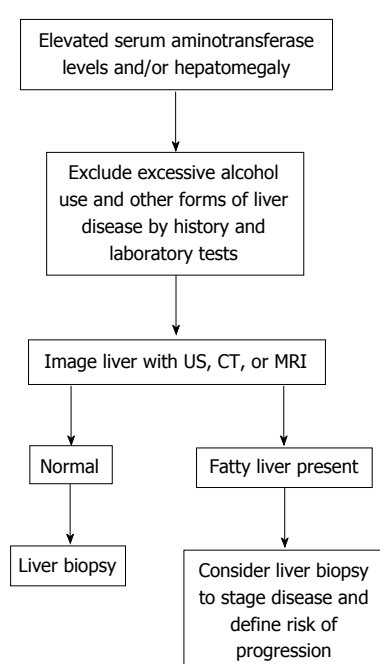 Elevated serum aminotransferase
levels and/or hepatomegaly
Exclude excessive alcohol
use and other forms of liver
disease by history and
laboratory tests
Image liver with US, CT, or MRI
Normal
Fatty liver present
Liver biopsy
Consider liver biopsy
to stage disease and
define risk of
progression